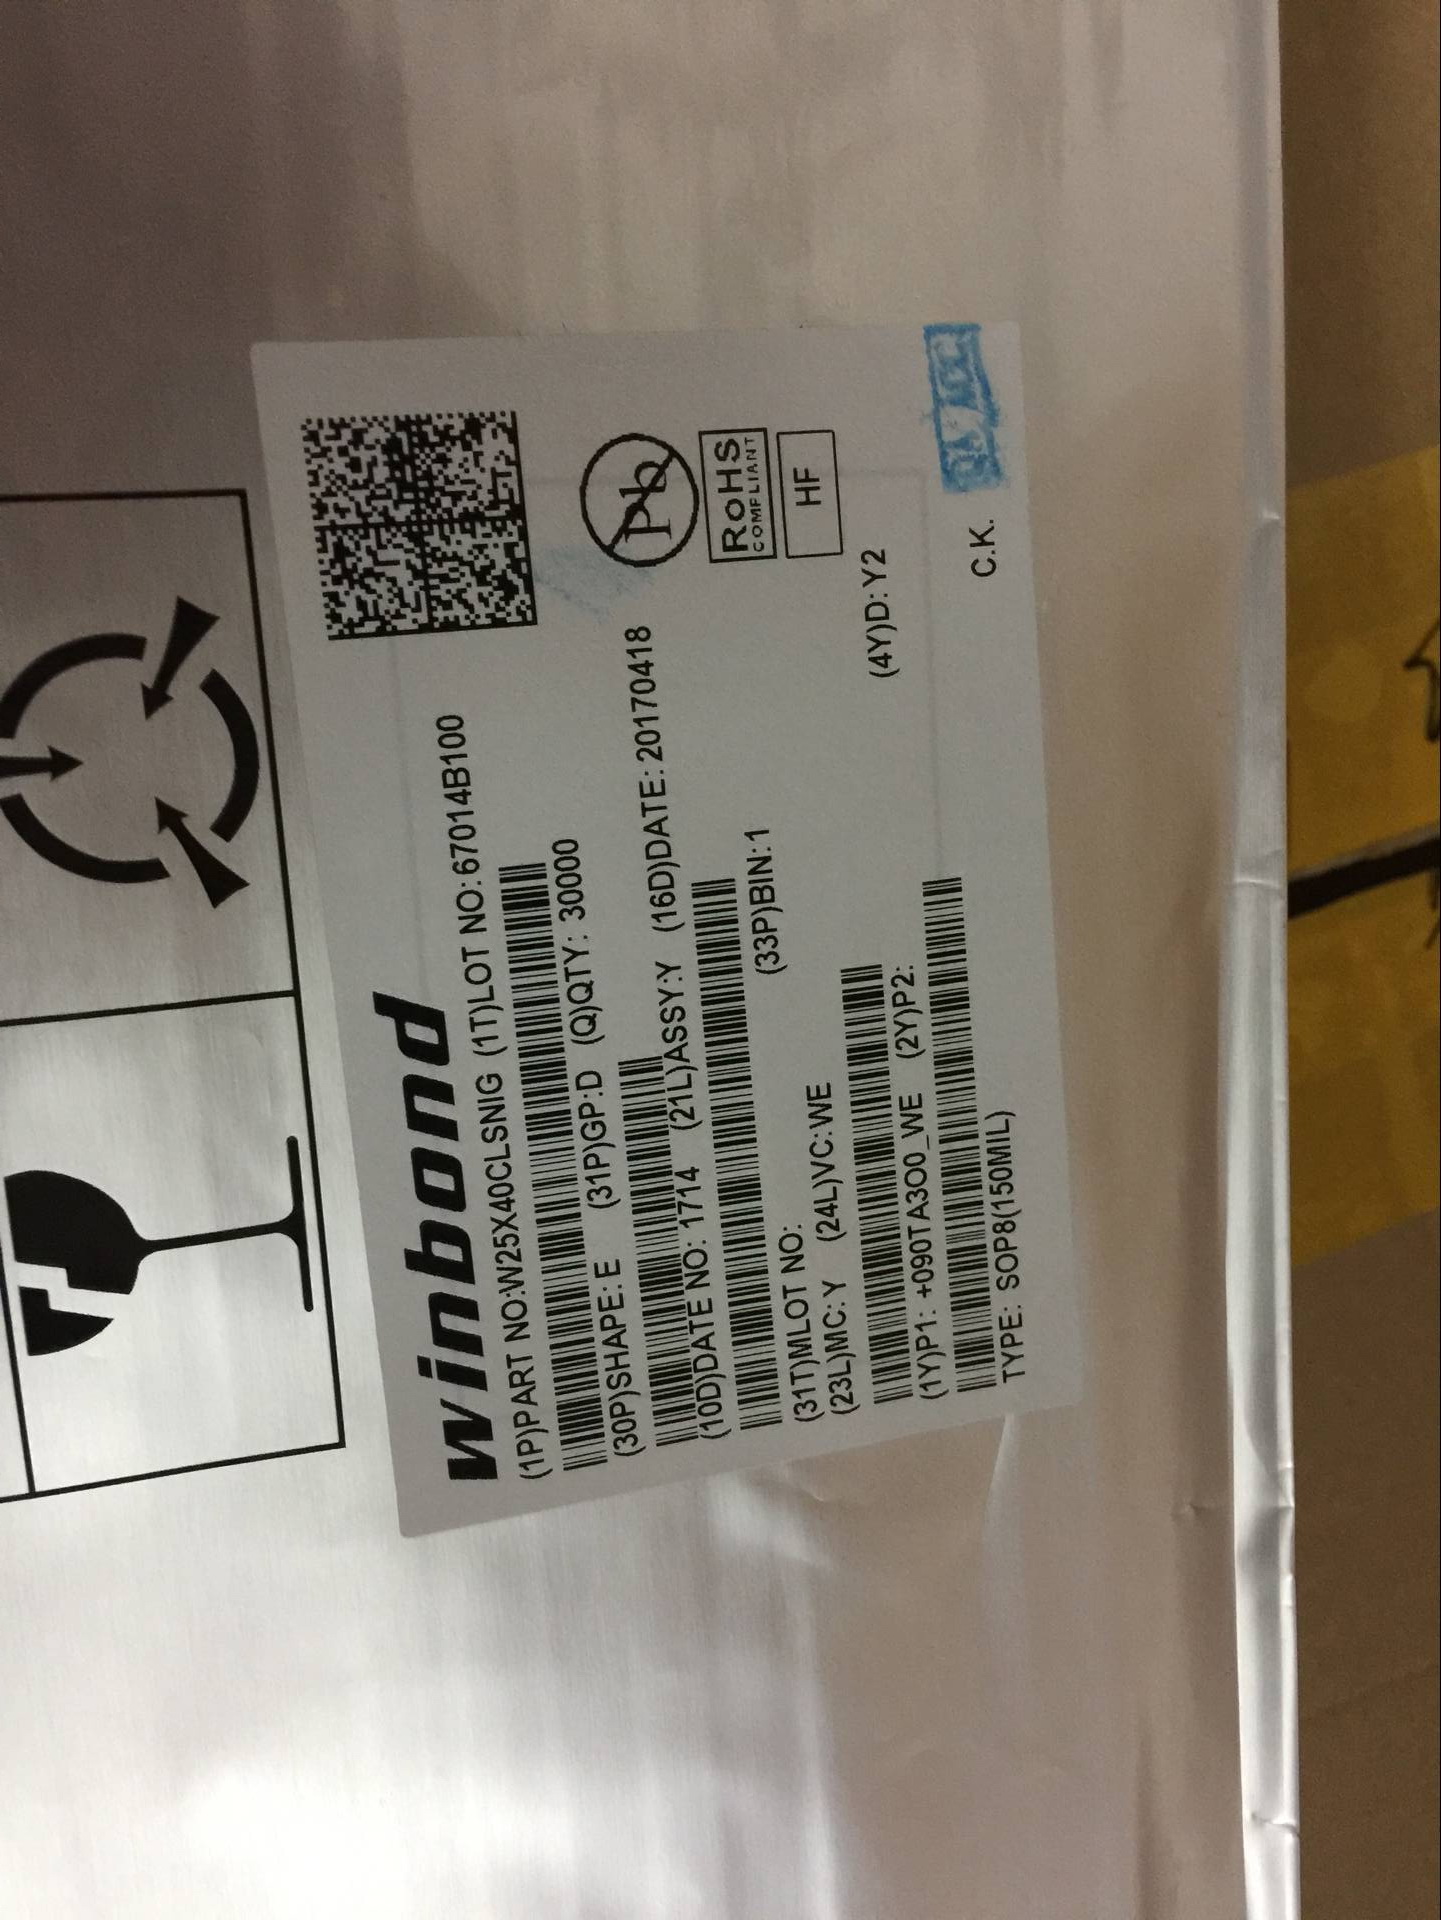 winbond
(1P)PART NO:W25X40CLSNIG (1T)LOT NO:67014B100
(30P)SHAPE: E (31P)GP:D (Q)QTY: 30000
(10D)DATE NO: 1714 (21L)ASSY:Y (16D)DATE: 20170418
(33P)BIN:1
(31T)MLOT NO:
(23L)MC: Y (24L)VC:WE
(1Y)P1: +090TA3O0_WE (2Y)P2:
(4Y)D: Y2
TYPE: SOP8(150MIL)
C.K.
QA ACC
Pb
RoHS
COMPLIANT
HF